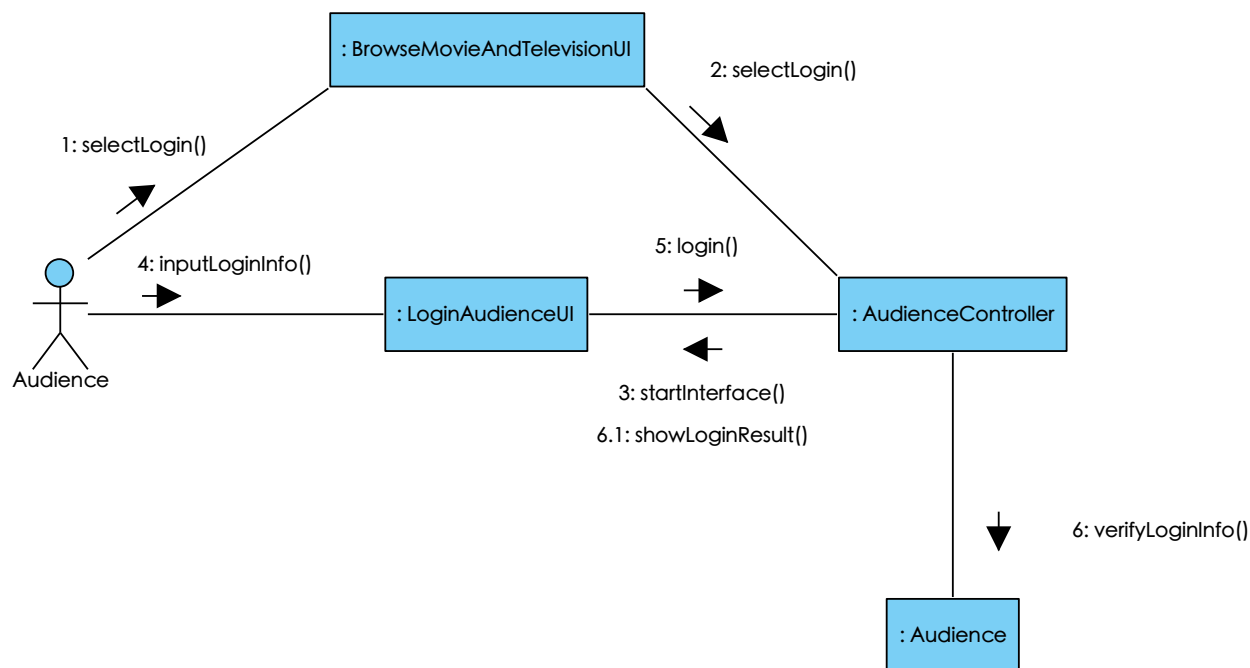 : BrowseMovieAndTelevisionUI
2: selectLogin()
1: selectLogin()
4: inputLoginInfo()
5: login()
: LoginAudienceUI
: AudienceController
Audience
3: startInterface()
6.1: showLoginResult()
6: verifyLoginInfo()
: Audience